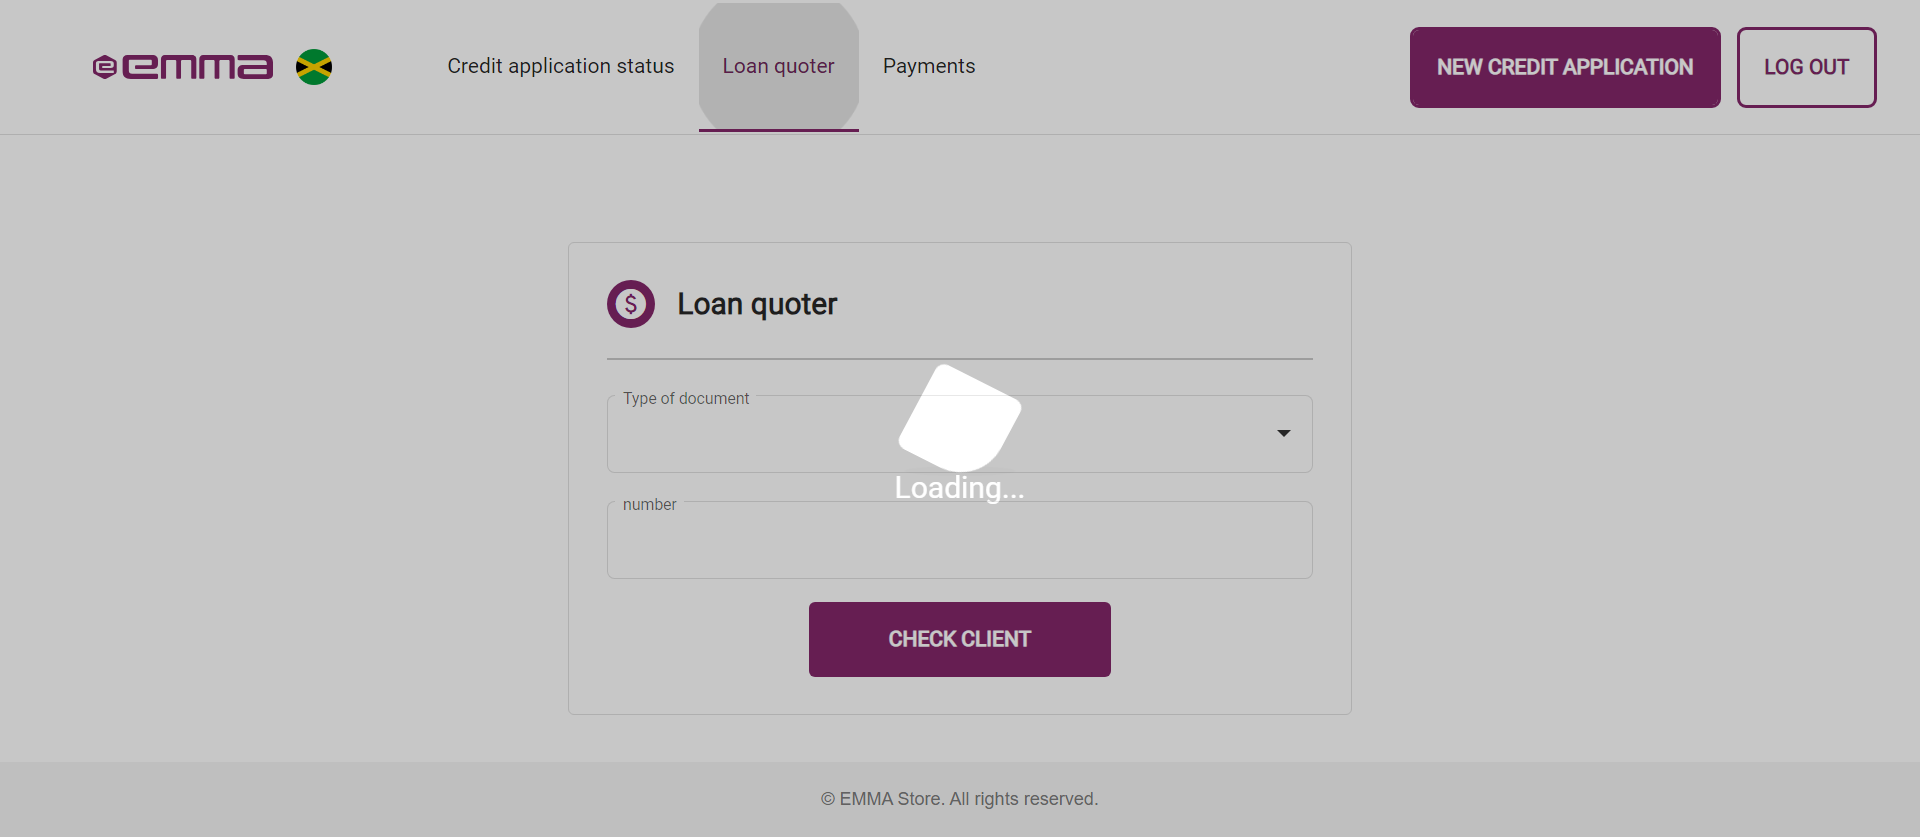 emma
Credit application status
Loan quoter
Payments
NEW CREDIT APPLICATION
LOG OUT
$ Loan quoter
Type of document
Loading...
number
CHECK CLIENT
© EMMA Store. All rights reserved.